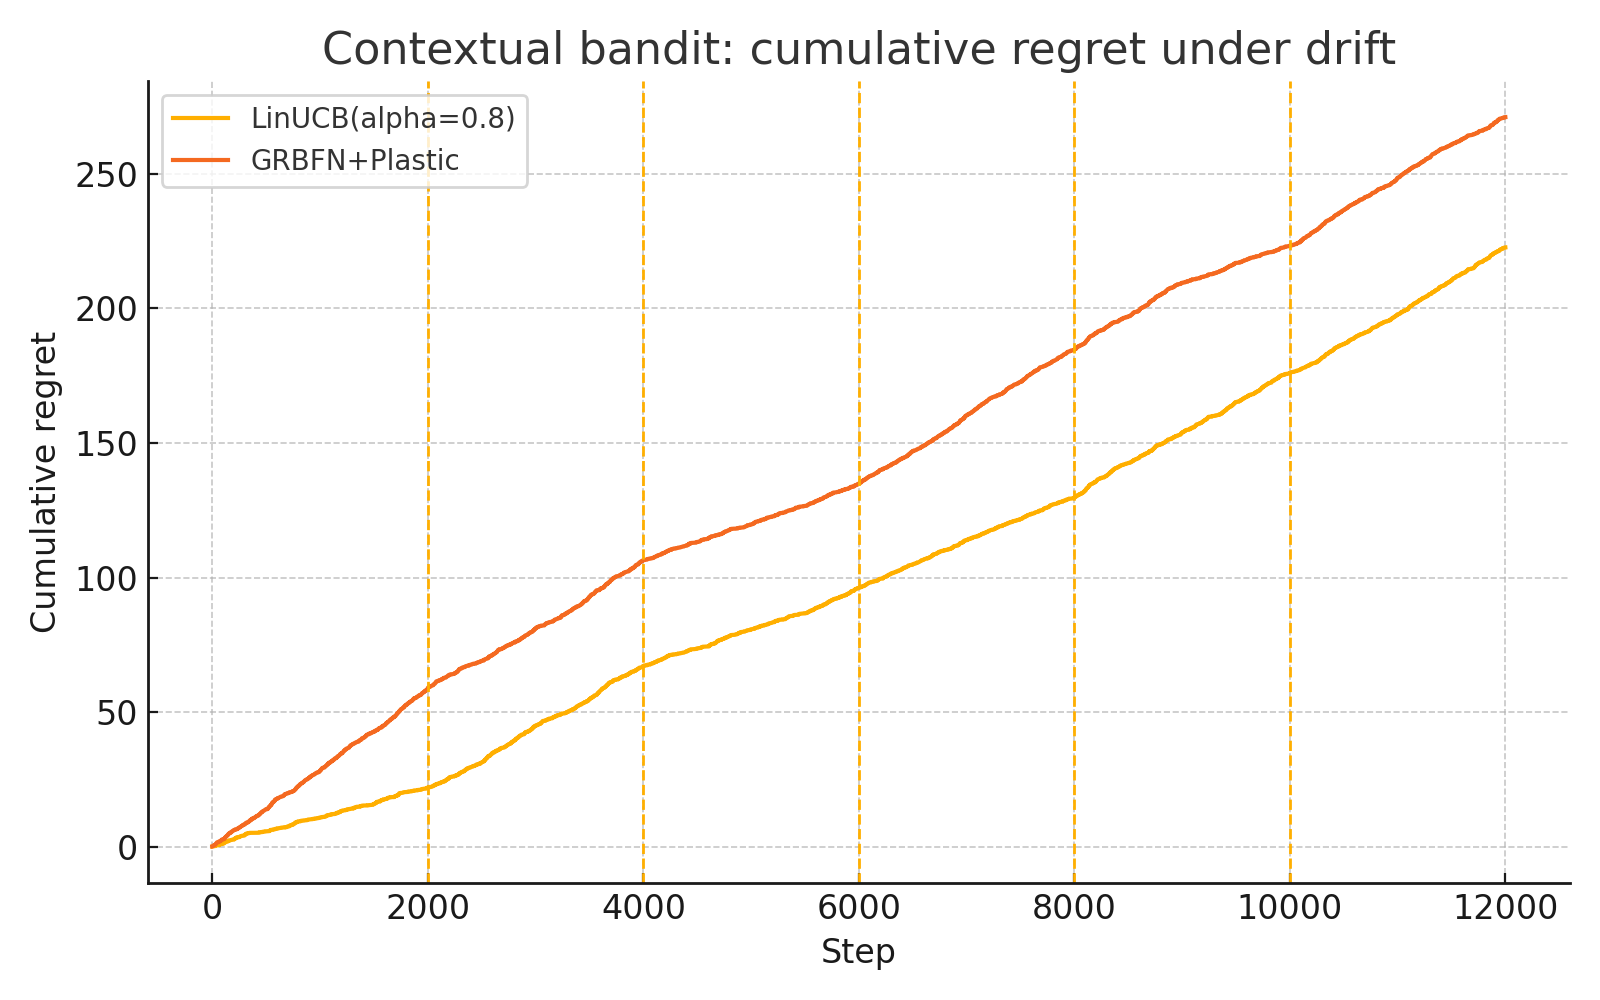 Contextual bandit: cumulative regret under drift
LinUCB(alpha=0.8)
GRBFN+Plastic
Cumulative regret
250
200
150
100
50
0
0 2000 4000 6000 8000 10000 12000
Step